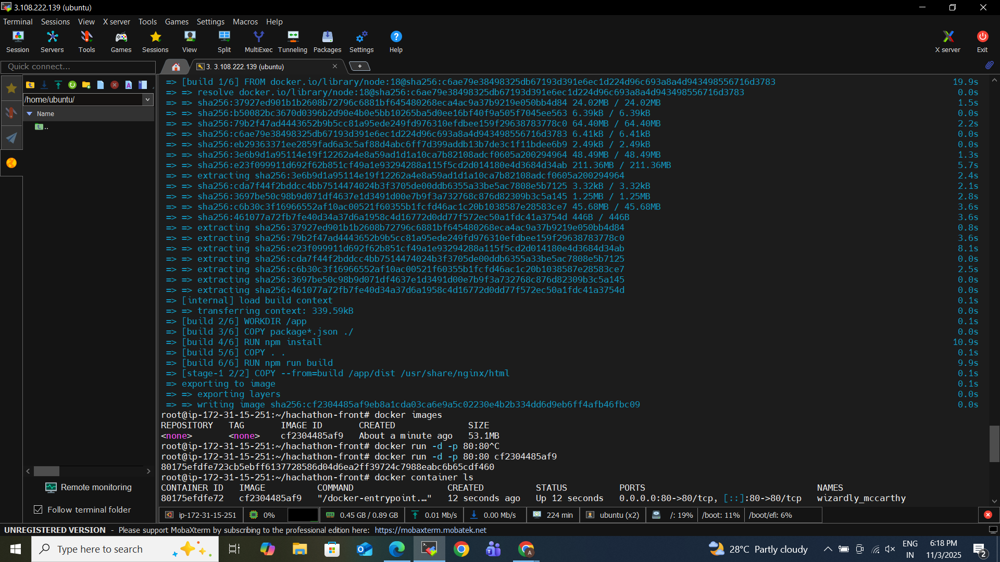 3.108.222.139 (ubuntu)
Terminal Sessions View X server Tools Games Settings Macros Help
Session Servers Tools Games Sessions View Split MultiExec Tunneling Packages Settings Help X server Exit
Quick connect...
3. 3.108.222.139 (ubuntu)
/home/ubuntu/
Name
..
=> [build 1/6] FROM docker.io/library/node:18@sha256:c6ae79e38498325db67193d391e6ec1d224d96c693a8a4d943498556716d3783 19.9s
=> => resolve docker.io/library/node:18@sha256:c6ae79e38498325db67193d391e6ec1d224d96c693a8a4d943498556716d3783 0.0s
=> => sha256:37927ed901b1b2608b72796c6881bf645480268eca4ac9a37b9219e050bb4d84 24.02MB / 24.02MB 1.5s
=> => sha256:b50082bc3670d0396b2d90e4b0e5bb10265ba5d0ee16bf40f9a505f7045ee563 6.39kB / 6.39kB 0.0s
=> => sha256:79b2f47ad4443652b9b5cc81a95ede249fd976310efdbee159f29638783778c0 64.40MB / 64.40MB 2.2s
=> => sha256:c6ae79e38498325db67193d391e6ec1d224d96c693a8a4d943498556716d3783 6.41kB / 6.41kB 0.0s
=> => sha256:eb29363371ee2859fad6a3c5af88d4abc6ff7d399addb13b7de3c1f11bdee6b9 2.49kB / 2.49kB 0.0s
=> => sha256:3e6b9d1a95114e19f12262a4e8a59ad1d1a10ca7b82108adcf0605a200294964 48.49MB / 48.49MB 1.3s
=> => sha256:e23f099911d692f62b851cf49a1e93294288a115f5cd2d014180e4d3684d34ab 211.36MB / 211.36MB 5.7s
=> => extracting sha256:3e6b9d1a95114e19f12262a4e8a59ad1d1a10ca7b82108adcf0605a200294964 2.4s
=> => sha256:cda7f44f2bddcc4bb7514474024b3f3705de00ddb6355a33be5ac7808e5b7125 3.32kB / 3.32kB 2.1s
=> => sha256:3697be50c98b9d071df4637e1d3491d00e7b9f3a732768c876d82309b3c5a145 1.25MB / 1.25MB 2.8s
=> => sha256:c6b30c3f16966552af10ac00521f60355b1fcfd46ac1c20b1038587e28583ce7 45.68MB / 45.68MB 3.6s
=> => sha256:461077a72fb7fe40d34a37d6a1958c4d16772d0dd77f572ec50a1fdc41a3754d 446B / 446B 3.6s
=> => extracting sha256:37927ed901b1b2608b72796c6881bf645480268eca4ac9a37b9219e050bb4d84 0.8s
=> => extracting sha256:79b2f47ad4443652b9b5cc81a95ede249fd976310efdbee159f29638783778c0 3.6s
=> => extracting sha256:e23f099911d692f62b851cf49a1e93294288a115f5cd2d014180e4d3684d34ab 8.1s
=> => extracting sha256:cda7f44f2bddcc4bb7514474024b3f3705de00ddb6355a33be5ac7808e5b7125 0.0s
=> => extracting sha256:c6b30c3f16966552af10ac00521f60355b1fcfd46ac1c20b1038587e28583ce7 2.5s
=> => extracting sha256:3697be50c98b9d071df4637e1d3491d00e7b9f3a732768c876d82309b3c5a145 0.0s
=> => extracting sha256:461077a72fb7fe40d34a37d6a1958c4d16772d0dd77f572ec50a1fdc41a3754d 0.0s
=> [internal] load build context 0.1s
=> => transferring context: 339.59kB 0.0s
=> [build 2/6] WORKDIR /app 0.1s
=> [build 3/6] COPY package*.json ./ 0.0s
=> [build 4/6] RUN npm install 10.9s
=> [build 5/6] COPY . . 0.1s
=> [build 6/6] RUN npm run build 9.9s
=> [stage-1 2/2] COPY --from=build /app/dist /usr/share/nginx/html 0.1s
=> exporting to image 0.1s
=> => exporting layers 0.0s
=> => writing image sha256:cf2304485af9eb8a1cda03ca6e9a5c02230e4b2b334dd6d9eb6ff4afb46fbc09 0.0s
root@ip-172-31-15-251:~/hachathon-front# docker images
REPOSITORY TAG IMAGE ID CREATED SIZE
<none> <none> cf2304485af9 About a minute ago 53.1MB
root@ip-172-31-15-251:~/hachathon-front# docker run -d -p 80:80^C
root@ip-172-31-15-251:~/hachathon-front# docker run -d -p 80:80 cf2304485af9
80175efdfe723cb5ebff6137728586d04d6ea2ff39724c7988eabc6b65cdf460
root@ip-172-31-15-251:~/hachathon-front# docker container ls
CONTAINER ID IMAGE COMMAND CREATED STATUS PORTS NAMES
80175efdfe72 cf2304485af9 "/docker-entrypoint.…" 12 seconds ago Up 12 seconds 0.0.0.0:80->80/tcp, [::]:80->80/tcp wizardly_mccarthy
Remote monitoring
Follow terminal folder
ip-172-31-15-251 0% 0.45 GB / 0.89 GB 0.01 Mb/s 0.00 Mb/s 224 min ubuntu (x2) /: 19% /boot: 11% /boot/efi: 6%
UNREGISTERED VERSION - Please support MobaXterm by subscribing to the professional edition here: https://mobaxterm.mobatek.net
Type here to search
28°C Partly cloudy
ENG
IN
6:18 PM
11/3/2025
2